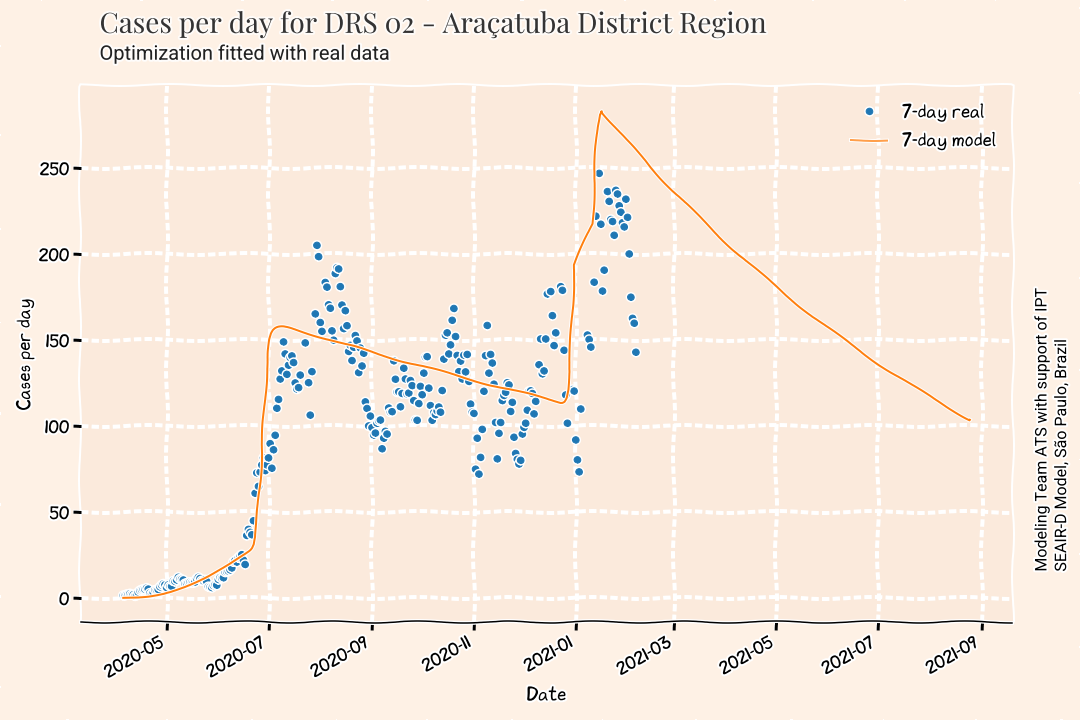 Cases per day for DRS 02 - Araçatuba District Region
Optimization fitted with real data
7-day real
7-day model
Cases per day
250
200
150
100
50
0
2020-05
2020-07
2020-09
2020-11
2021-01
2021-03
2021-05
2021-07
2021-09
Date
Modeling Team ATS with support of IPT
SEAIR-D Model, São Paulo, Brazil